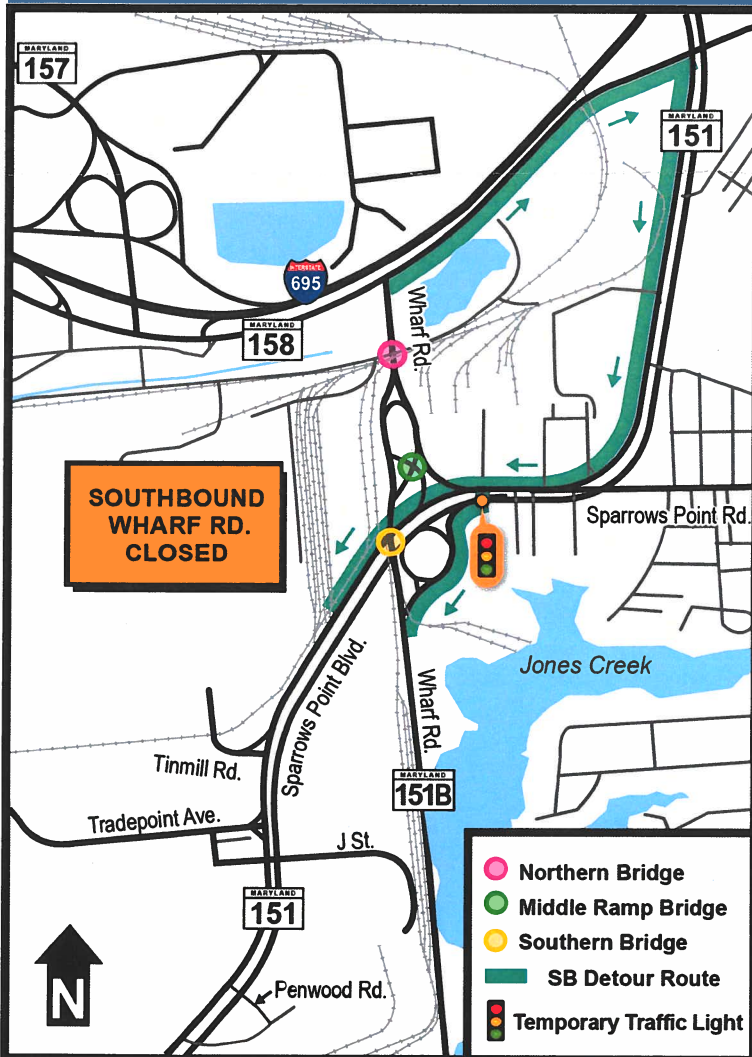 MARYLAND
157
MARYLAND
151
INTERSTATE
695
MARYLAND
158
Wharf Rd.
SOUTHBOUND
WHARF RD.
CLOSED
Sparrows Point Rd.
Jones Creek
Sparrows Point Blvd.
Wharf Rd.
Tinmill Rd.
MARYLAND
151B
Tradepoint Ave.
J St.
MARYLAND
151
Penwood Rd.
N
Northern Bridge
Middle Ramp Bridge
Southern Bridge
SB Detour Route
Temporary Traffic Light